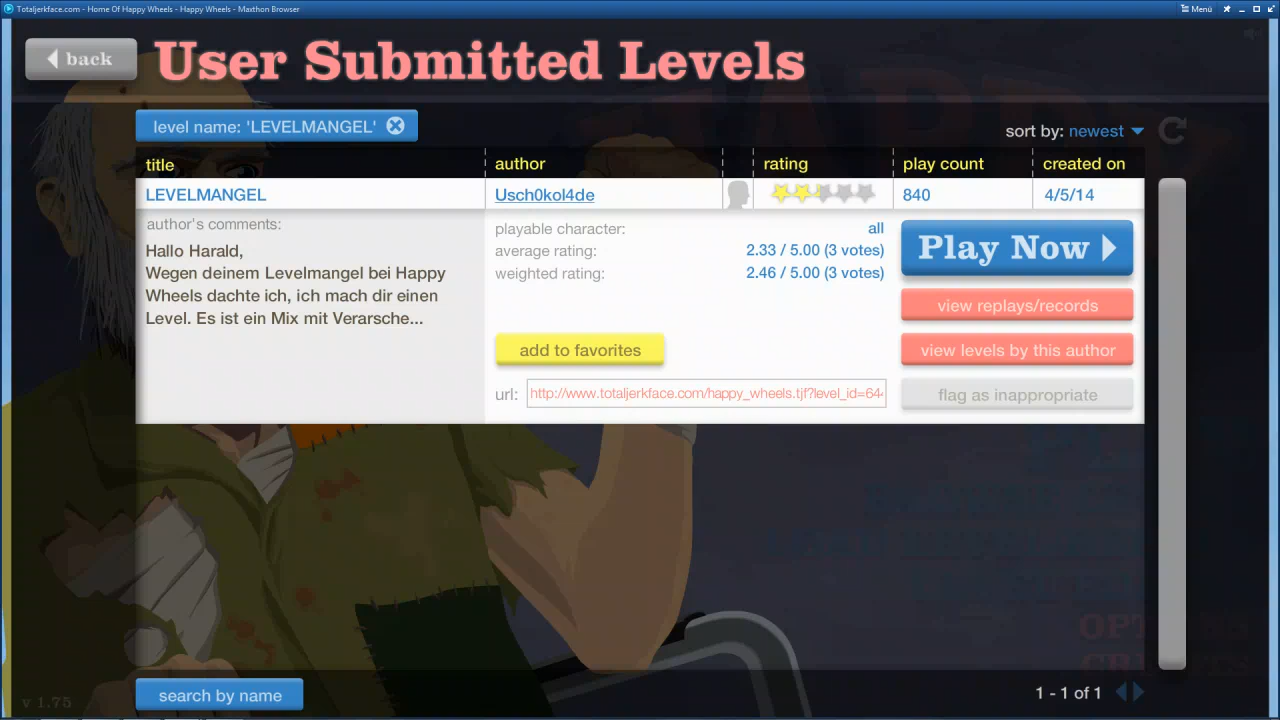 Totaljerkface.com - Home Of Happy Wheels - Happy Wheels - Maxthon Browser
Menü
back
User Submitted Levels
level name: 'LEVELMANGEL'
sort by: newest
title author rating play count created on
LEVELMANGEL Usch0kol4de 840 4/5/14
author's comments:
Hallo Harald,
Wegen deinem Levelmangel bei Happy
Wheels dachte ich, ich mach dir einen
Level. Es ist ein Mix mit Verarsche...
playable character: all
average rating: 2.33 / 5.00 (3 votes)
weighted rating: 2.46 / 5.00 (3 votes)
add to favorites
url: http://www.totaljerkface.com/happy_wheels.tjf?level_id=64
Play Now
view replays/records
view levels by this author
flag as inappropriate
v 1.75
search by name
1 - 1 of 1